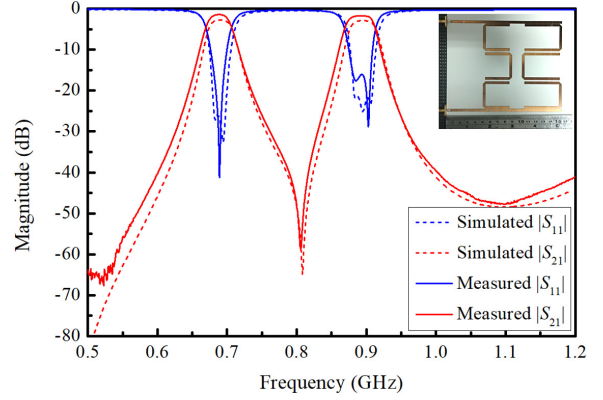 0
-10
-20
-30
-40
-50
-60
-70
-80
Magnitude (dB)
0.5 0.6 0.7 0.8 0.9 1.0 1.1 1.2
Frequency (GHz)
Simulated |S11|
Simulated |S21|
Measured |S11|
Measured |S21|